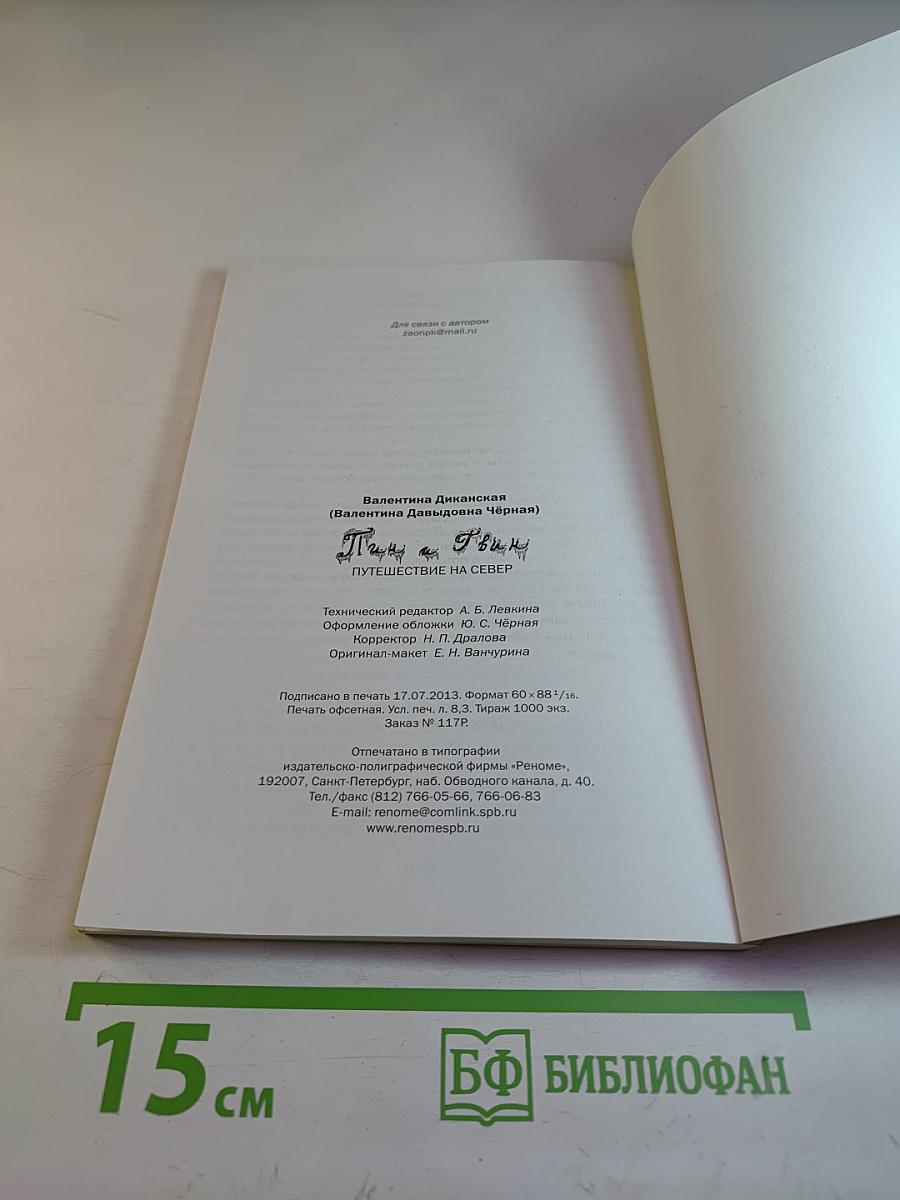 Для связи с автором
zaonpk@mail.ru
Валентина Диканская
(Валентина Давыдовна Чёрная)
Пин и Гвин
ПУТЕШЕСТВИЕ НА СЕВЕР
Технический редактор А. Б. Левкина
Оформление обложки Ю. С. Чёрная
Корректор Н. П. Дралова
Оригинал-макет Е. Н. Ванчурина
Подписано в печать 17.07.2013. Формат 60 × 88 1/16.
Печать офсетная. Усл. печ. л. 8,3. Тираж 1000 экз.
Заказ № 117Р.
Отпечатано в типографии
издательско-полиграфической фирмы «Реноме»,
192007, Санкт-Петербург, наб. Обводного канала, д. 40.
Тел./факс (812) 766-05-66, 766-06-83
E-mail: renome@comlink.spb.ru
www.renomespb.ru
15 см
БФ БИБЛИОФАН